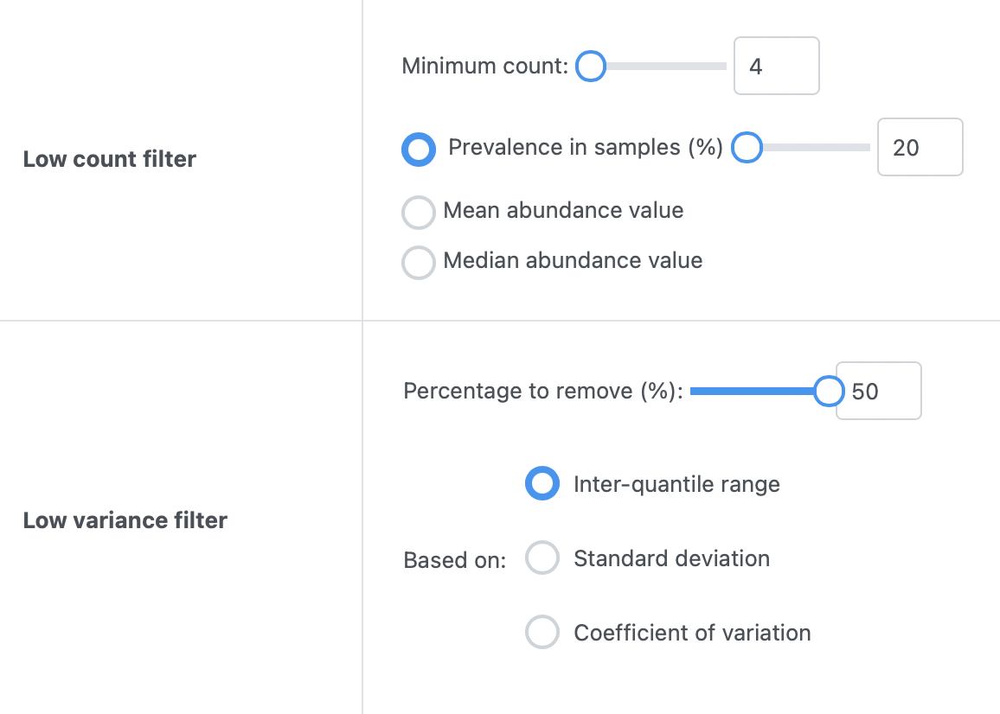 Low count filter
Minimum count: 4
Prevalence in samples (%) 20
Mean abundance value
Median abundance value
Low variance filter
Percentage to remove (%): 50
Based on:
Inter-quantile range
Standard deviation
Coefficient of variation